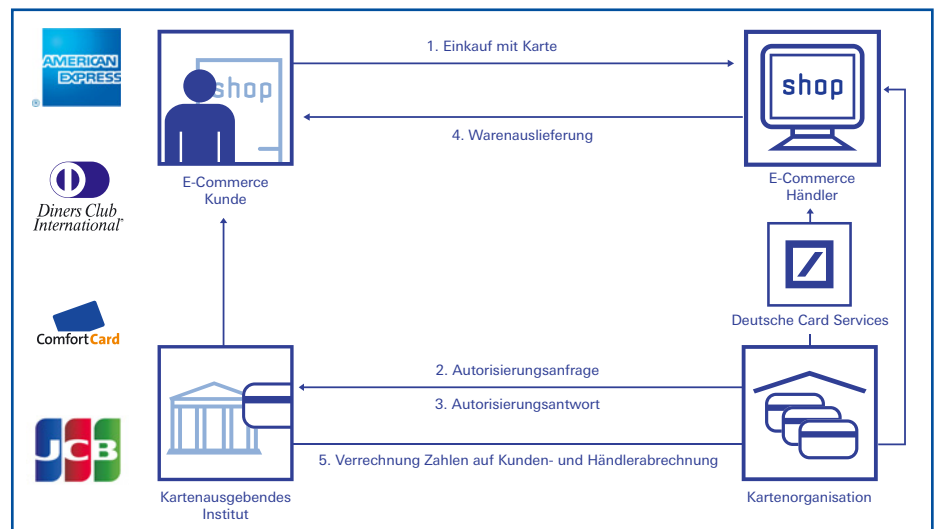 AMERICAN
EXPRESS
®
Diners Club
International®
ComfortCard
JCB
shop
E-Commerce
Kunde
1. Einkauf mit Karte
4. Warenauslieferung
shop
E-Commerce
Händler
Deutsche Card Services
2. Autorisierungsanfrage
3. Autorisierungsantwort
5. Verrechnung Zahlen auf Kunden- und Händlerabrechnung
Kartenausgebendes
Institut
Kartenorganisation